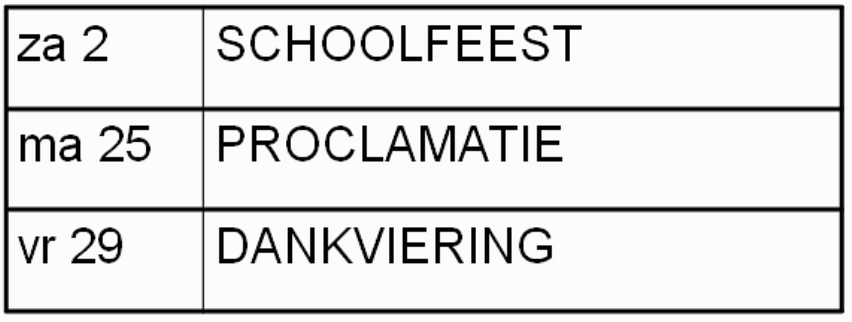 za 2 SCHOOLFEEST
ma 25 PROCLAMATIE
vr 29 DANKVIERING